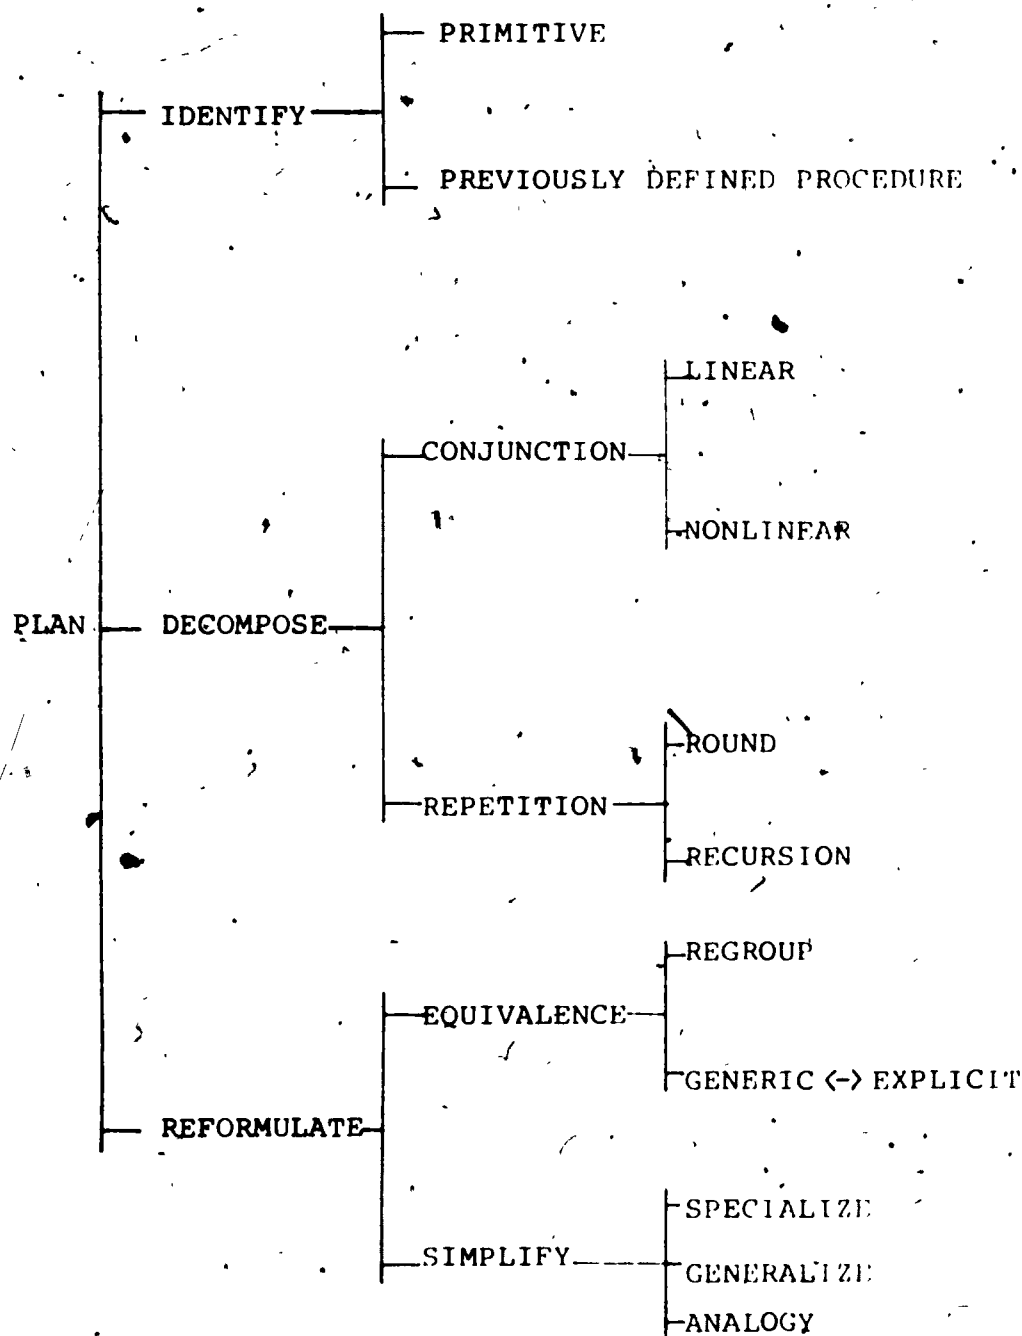 PRIMITIVE
IDENTIFY
PREVIOUSLY DEFINED PROCEDURE
LINEAR
CONJUNCTION
NONLINEAR
PLAN DECOMPOSE
ROUND
REPETITION
RECURSION
REGROUP
EQUIVALENCE
GENERIC <-> EXPLICIT
REFORMULATE
SPECIALIZE
SIMPLIFY
GENERALIZE
ANALOGY